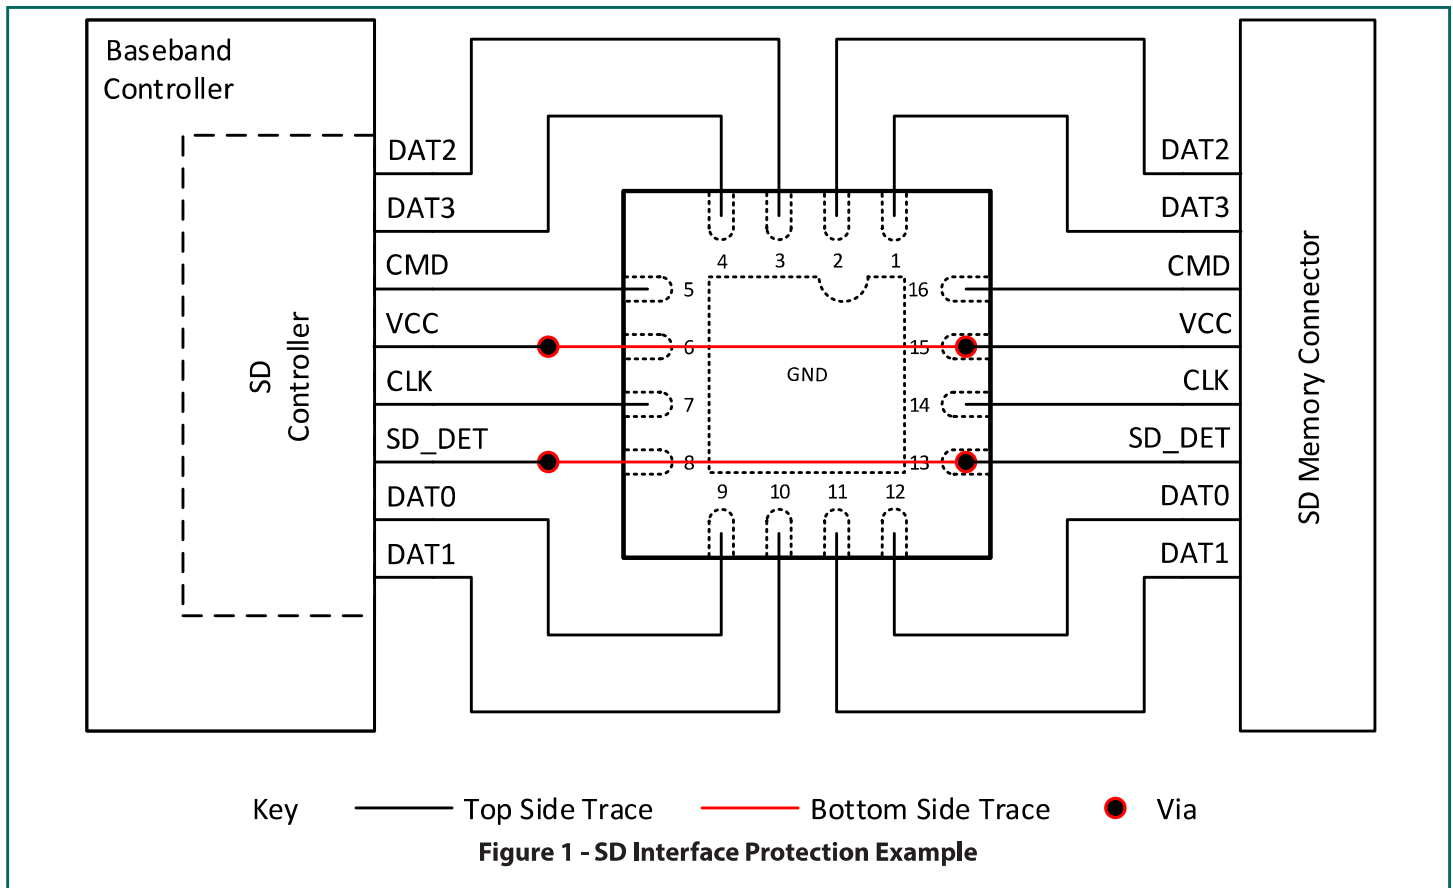 Baseband
Controller
SD
Controller
DAT2
DAT3
CMD
VCC
CLK
SD_DET
DAT0
DAT1
4 3 2 1
5
6
7
8
GND
16
15
14
13
9 10 11 12
DAT2
DAT3
CMD
VCC
CLK
SD_DET
DAT0
DAT1
SD Memory Connector
Key Top Side Trace Bottom Side Trace Via
Figure 1 - SD Interface Protection Example